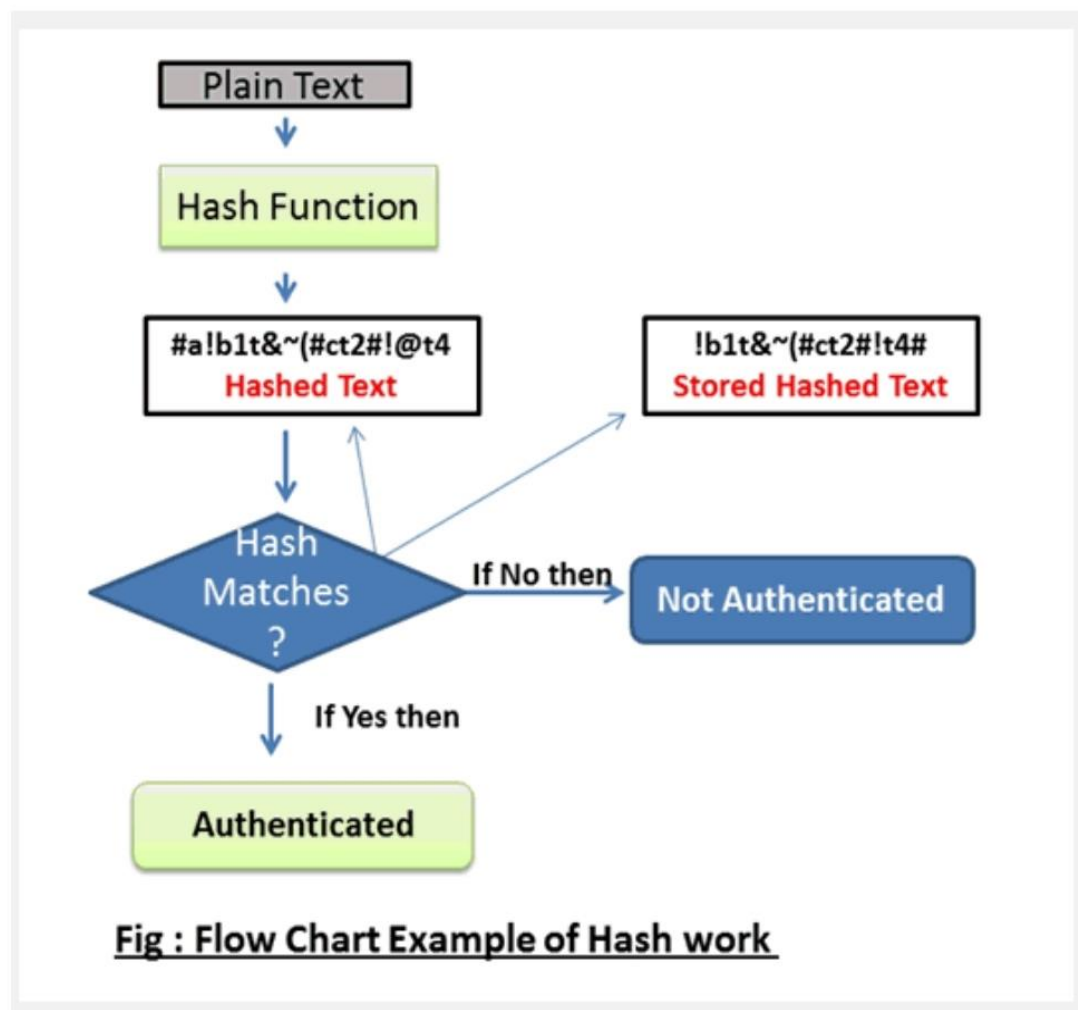 Plain Text
Hash Function
#a!b1t&~(#ct2#!@t4
Hashed Text
!b1t&~(#ct2#!t4#
Stored Hashed Text
Hash
Matches
?
If No then
Not Authenticated
If Yes then
Authenticated
Fig : Flow Chart Example of Hash work